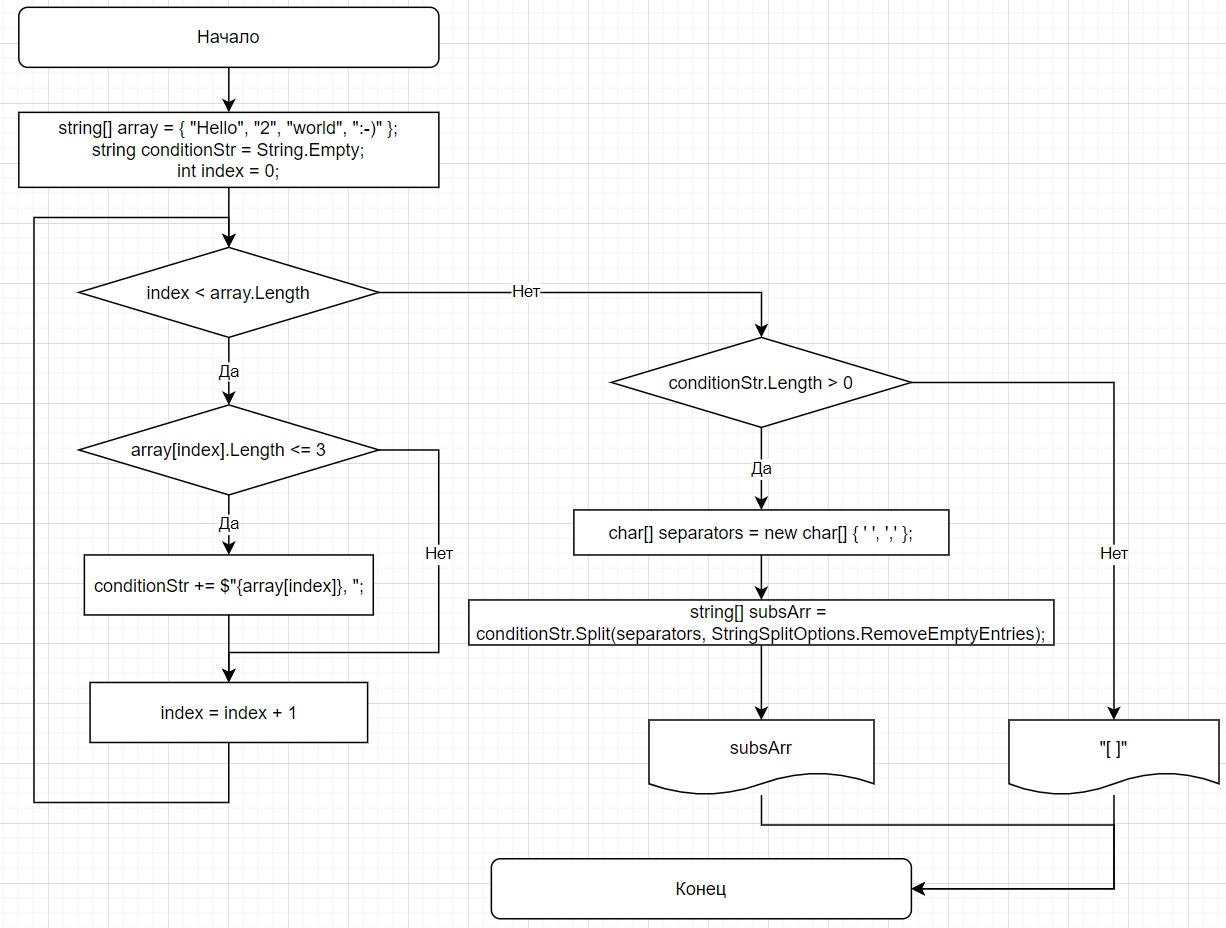 Начало
string[] array = { "Hello", "2", "world", ":-)" };
string conditionStr = String.Empty;
int index = 0;
index < array.Length
Нет
Да
conditionStr.Length > 0
array[index].Length <= 3
Да
Да
Нет
Нет
char[] separators = new char[] { ' ', ',' };
conditionStr += $"{array[index]}, ";
string[] subsArr =
conditionStr.Split(separators, StringSplitOptions.RemoveEmptyEntries);
index = index + 1
subsArr
"[ ]"
Конец